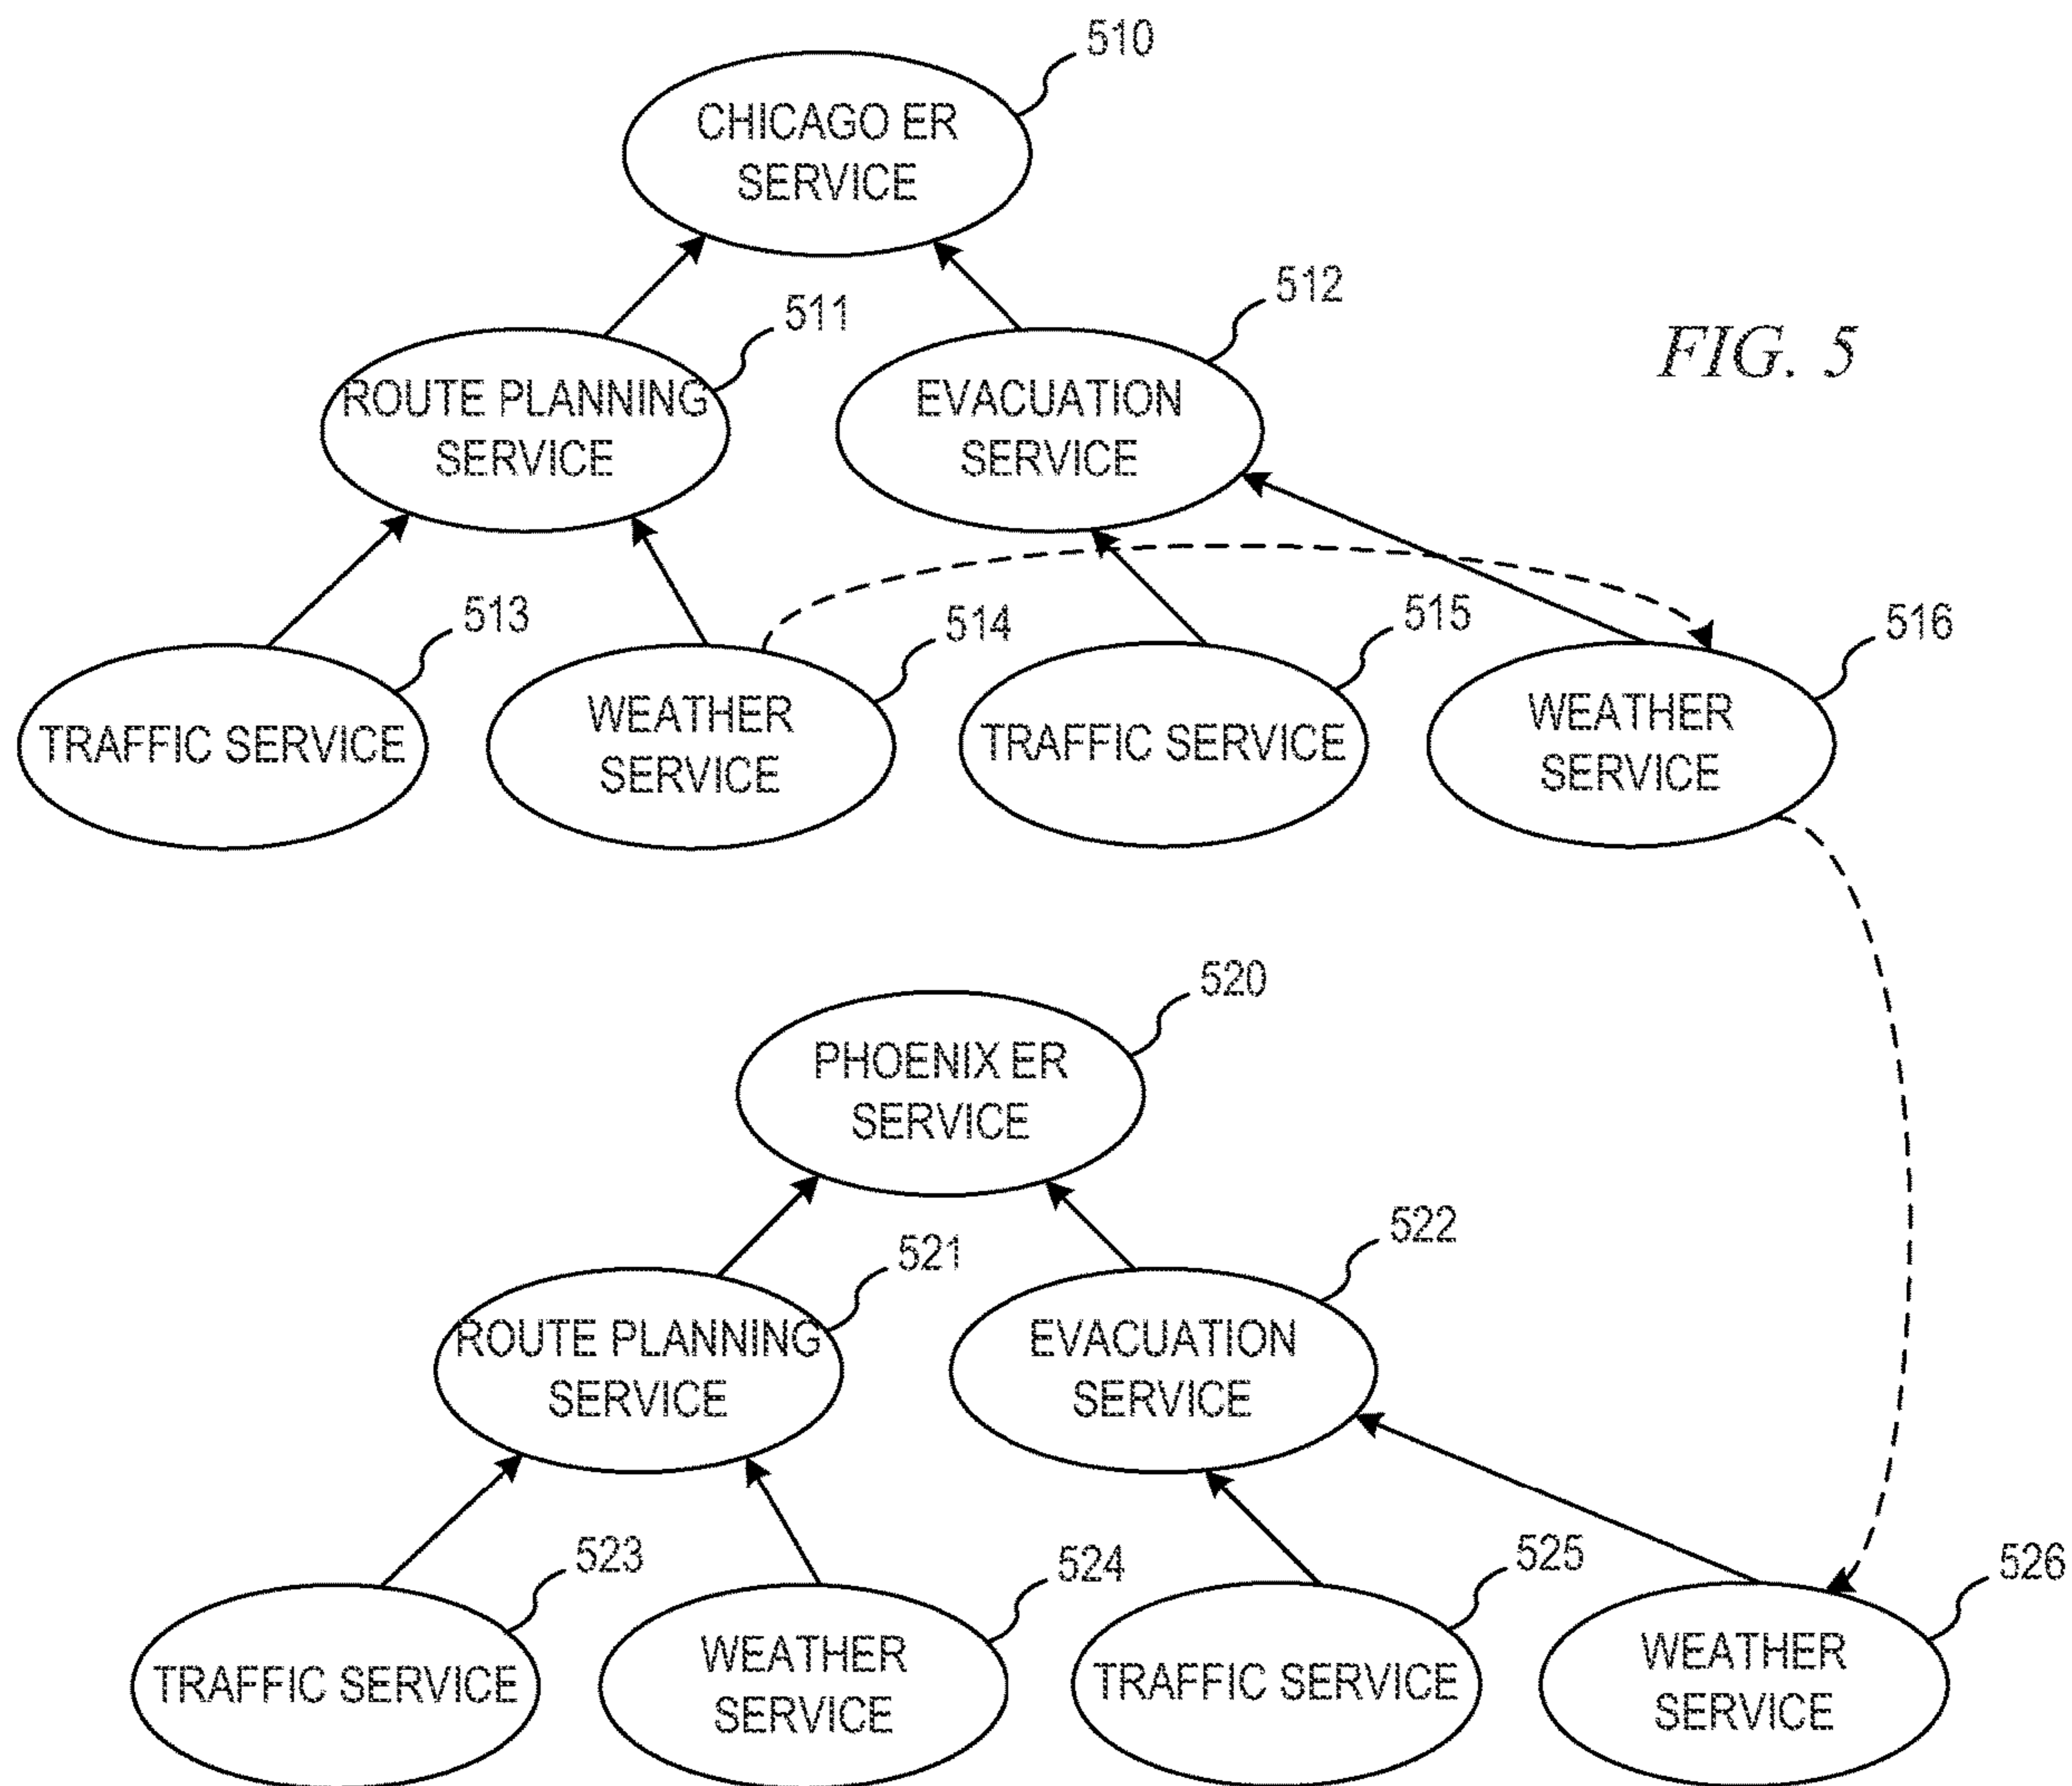 510
CHICAGO ER
SERVICE
511
512
FIG. 5
ROUTE PLANNING
SERVICE
EVACUATION
SERVICE
513
514
515
516
TRAFFIC SERVICE
WEATHER
SERVICE
TRAFFIC SERVICE
WEATHER
SERVICE
520
PHOENIX ER
SERVICE
521
522
ROUTE PLANNING
SERVICE
EVACUATION
SERVICE
523
524
525
526
TRAFFIC SERVICE
WEATHER
SERVICE
TRAFFIC SERVICE
WEATHER
SERVICE